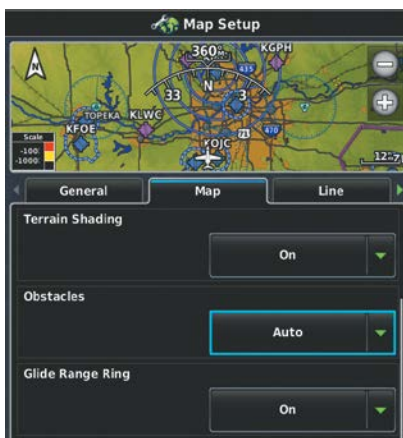 Map Setup
360°
KGPH
435
N
33
3
TOPEKA
KLWC
KFOE
71
470
KOJC
Scale
-100:
-1000:
General
Map
Line
Terrain Shading
On
Obstacles
Auto
Glide Range Ring
On